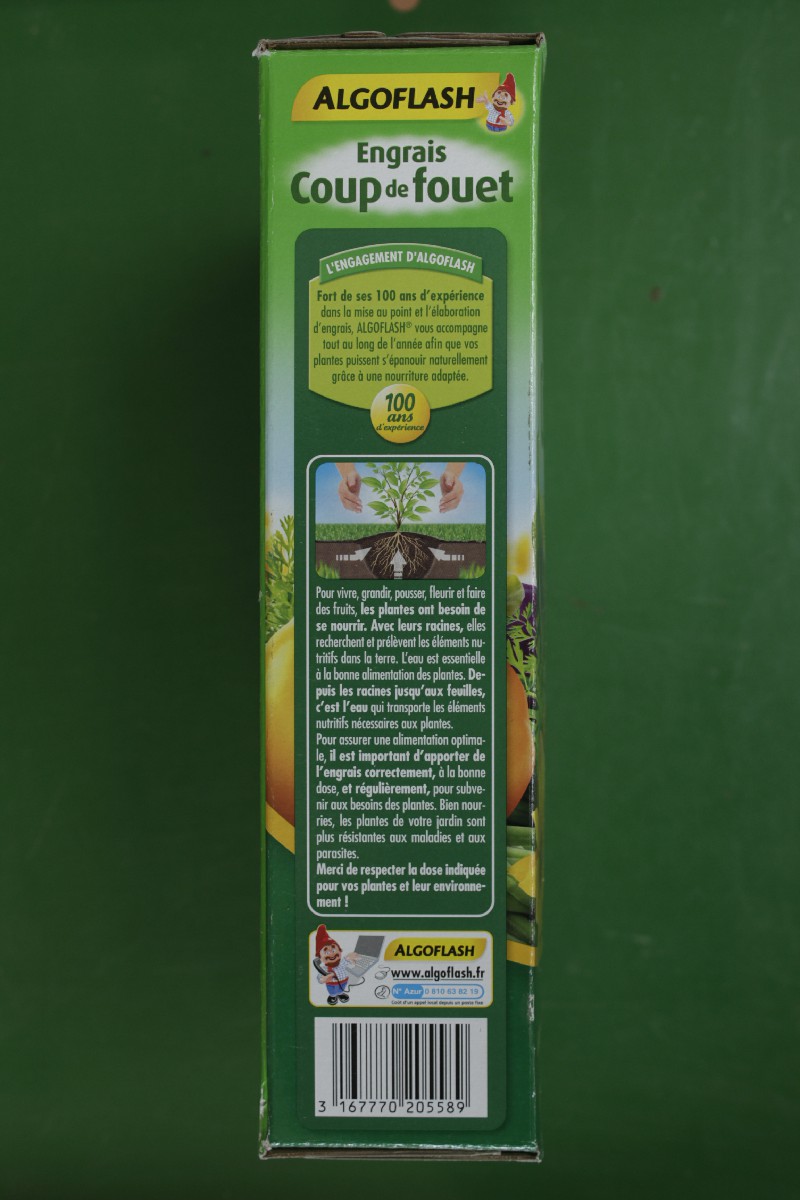 ALGOFLASH
Engrais
Coup de fouet
L'ENGAGEMENT D'ALGOFLASH
Fort de ses 100 ans d'expérience
dans la mise au point et l'élaboration
d'engrais, ALGOFLASH® vous accompagne
tout au long de l'année afin que vos
plantes puissent s'épanouir naturellement
grâce à une nourriture adaptée.
100
ans
d'expérience
Pour vivre, grandir, pousser, fleurir et faire
des fruits, les plantes ont besoin de
se nourrir. Avec leurs racines, elles
recherchent et prélèvent les éléments nu-
tritifs dans la terre. L'eau est essentielle
à la bonne alimentation des plantes. De-
puis les racines jusqu'aux feuilles,
c'est l'eau qui transporte les éléments
nutritifs nécessaires aux plantes.
Pour assurer une alimentation optima-
le, il est important d'apporter de
l'engrais correctement, à la bonne
dose, et régulièrement, pour subve-
nir aux besoins des plantes. Bien nour-
ries, les plantes de votre jardin sont
plus résistantes aux maladies et aux
parasites.
Merci de respecter la dose indiquée
pour vos plantes et leur environne-
ment !
ALGOFLASH
www.algoflash.fr
N° Azur 0 810 63 82 19
Coût d'un appel local depuis un poste fixe
3 167770 205589